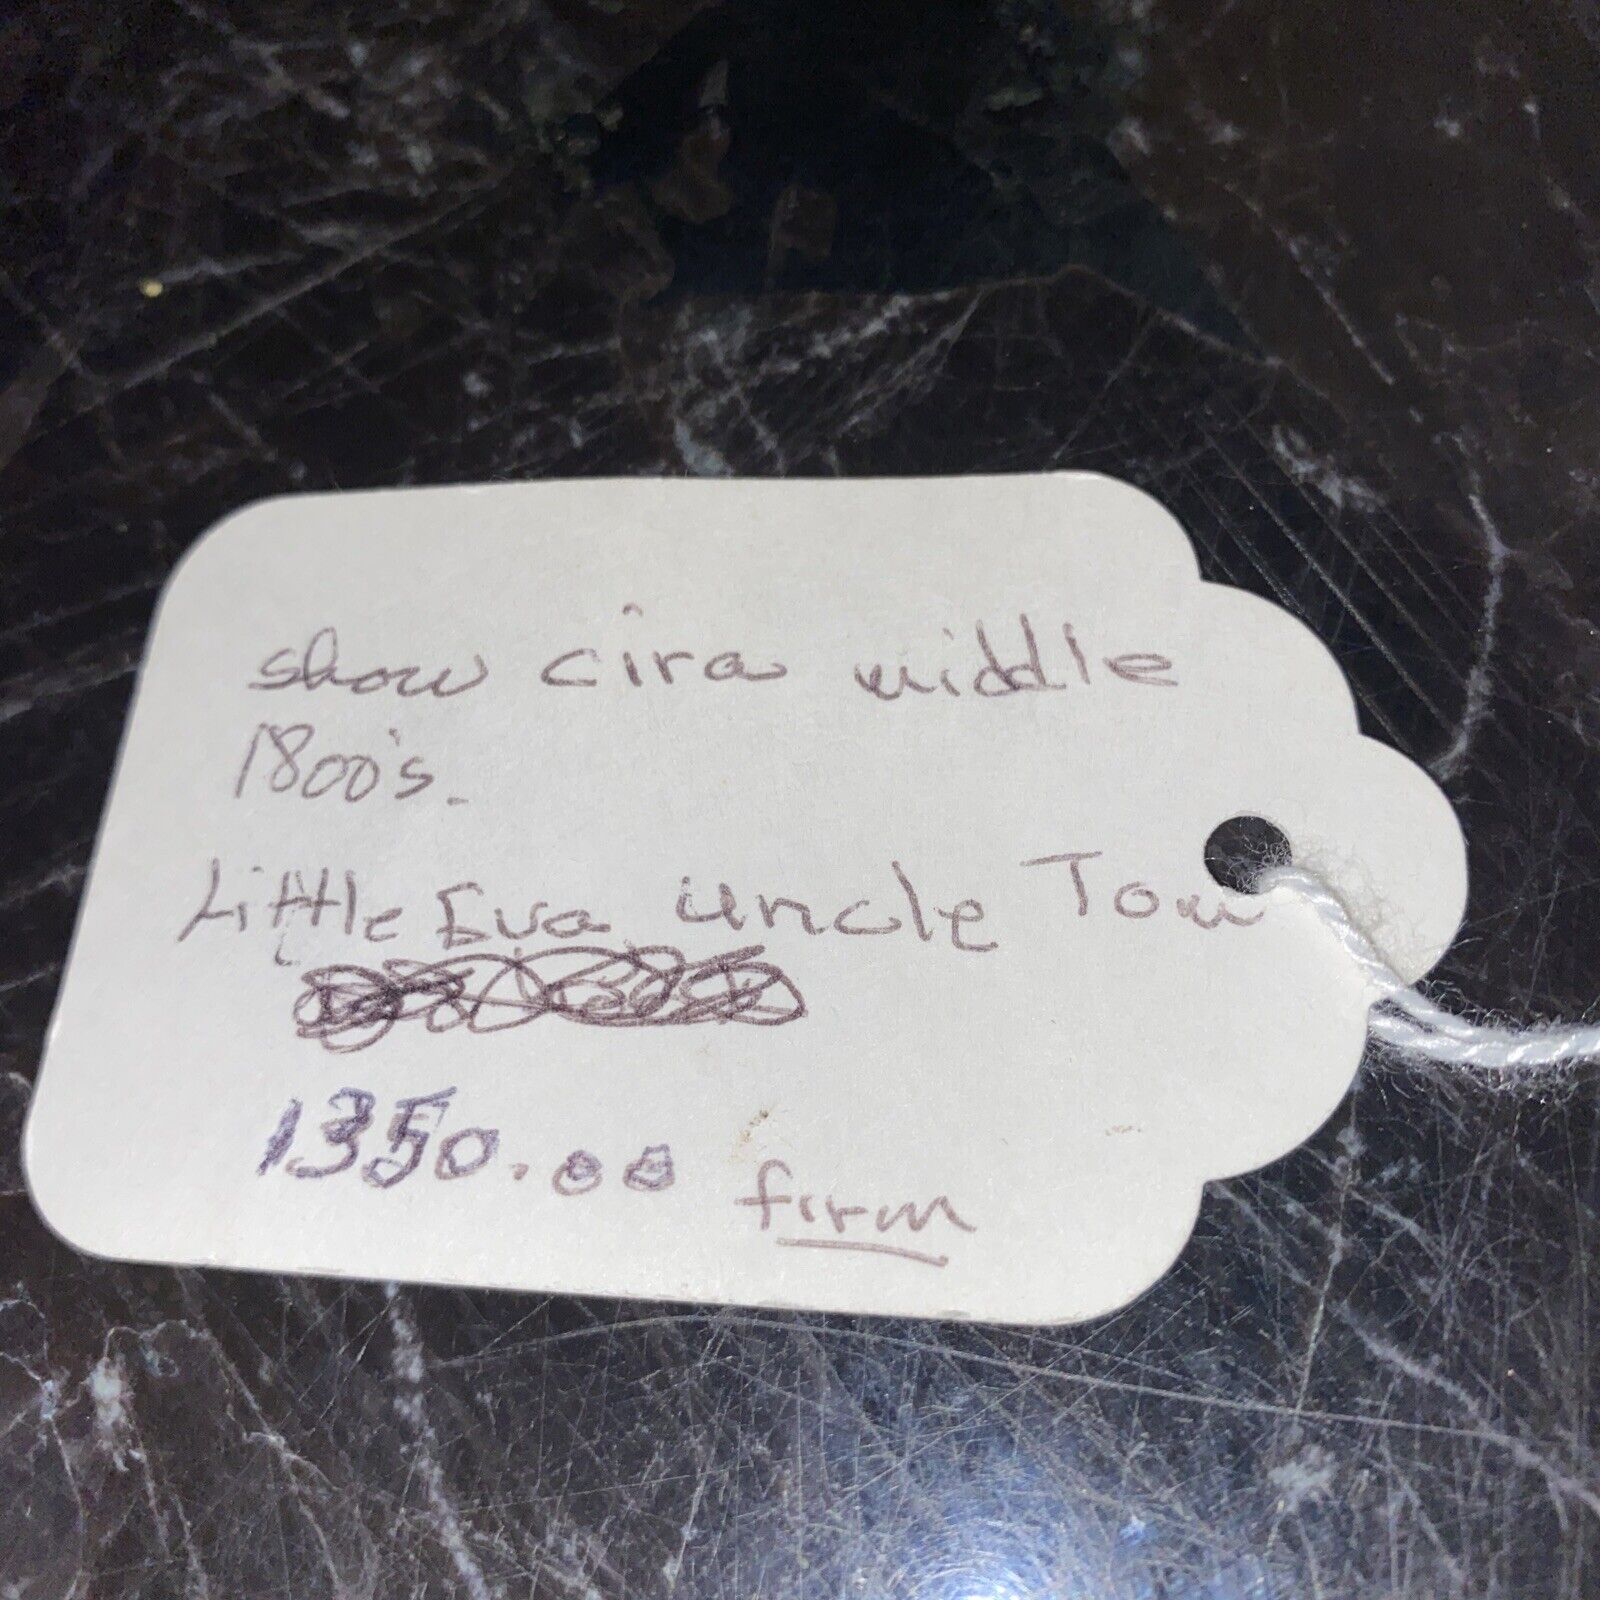 show cira middle
1800's.
Little Eva Uncle Tom
1350.00 firm